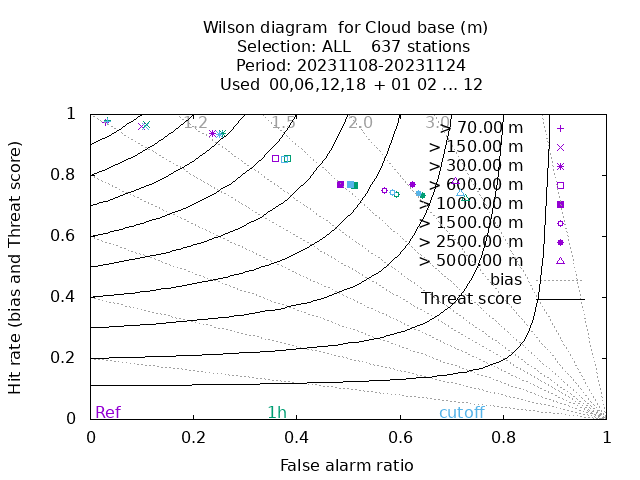 Wilson diagram for Cloud base (m)
Selection: ALL 637 stations
Period: 20231108-20231124
Used 00,06,12,18 + 01 02 ... 12
Hit rate (bias and Threat score)
1
0.8
0.6
0.4
0.2
0
1.2 1.5 2.0 3.0
> 70.00 m
> 150.00 m
> 300.00 m
> 600.00 m
> 1000.00 m
> 1500.00 m
> 2500.00 m
> 5000.00 m
bias
Threat score
Ref 1h cutoff
0 0.2 0.4 0.6 0.8 1
False alarm ratio